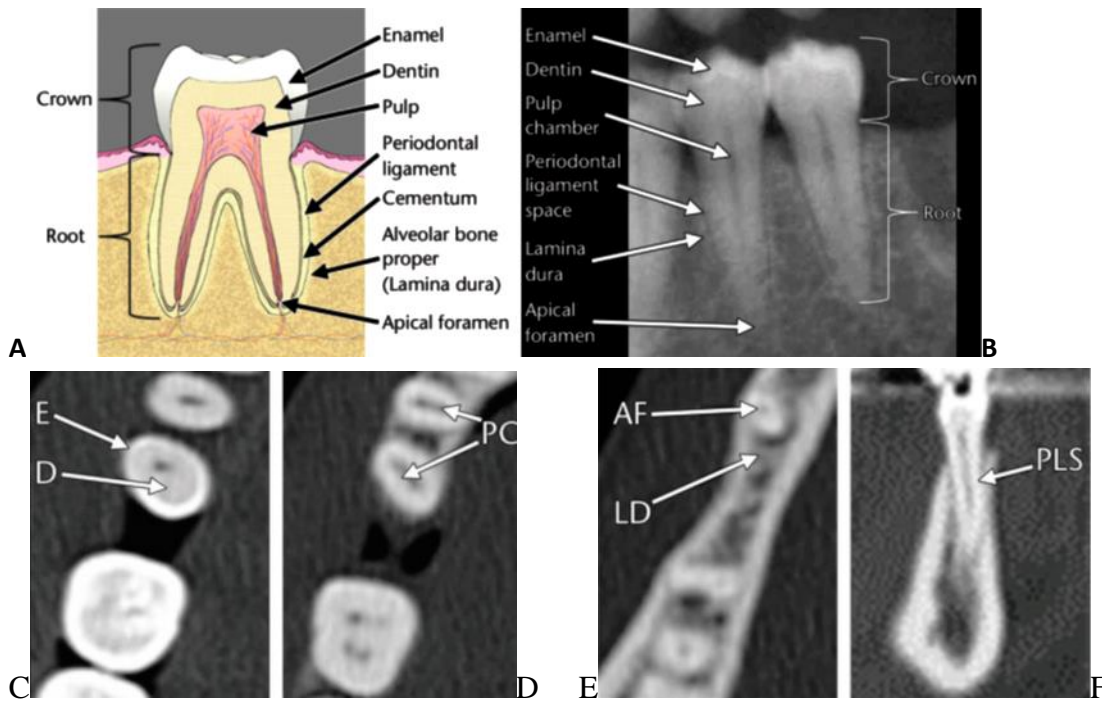 Enamel
Dentin
Pulp
Periodontal
ligament
Cementum
Alveolar bone
proper
(Lamina dura)
Apical foramen
Crown
Root
A
Enamel
Dentin
Pulp
chamber
Periodontal
ligament
space
Lamina
dura
Apical
foramen
Crown
Root
B
E
D
C
PC
D
AF
LD
E
PLS
F